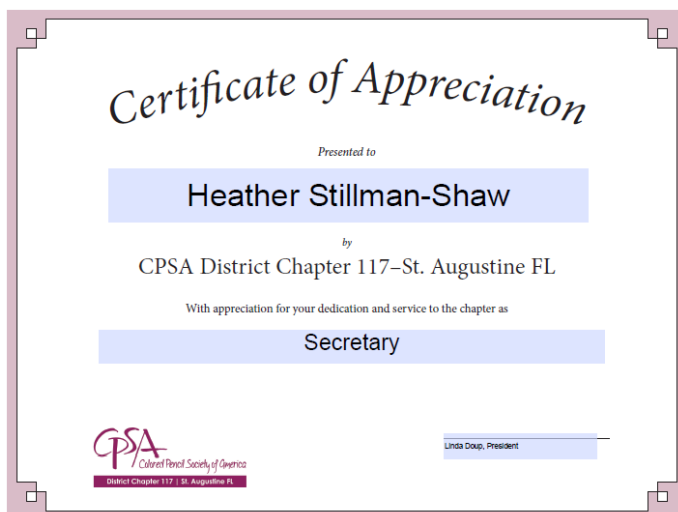 Certificate of Appreciation
Presented to
Heather Stillman-Shaw
by
CPSA District Chapter 117–St. Augustine FL
With appreciation for your dedication and service to the chapter as
Secretary
Linda Doup, President
CPSA
Colored Pencil Society of America
District Chapter 117 | St. Augustine FL